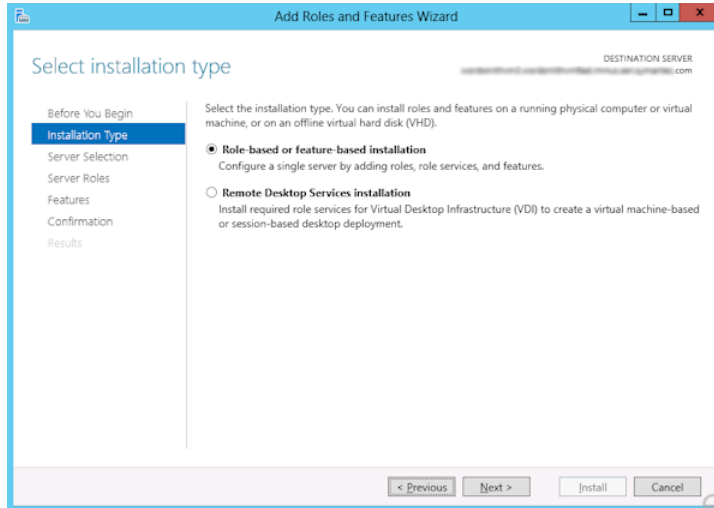 Add Roles and Features Wizard
Select installation type
DESTINATION SERVER
com
Before You Begin
Installation Type
Server Selection
Server Roles
Features
Confirmation
Results
Select the installation type. You can install roles and features on a running physical computer or virtual
machine, or on an offline virtual hard disk (VHD).
Role-based or feature-based installation
Configure a single server by adding roles, role services, and features.
Remote Desktop Services installation
Install required role services for Virtual Desktop Infrastructure (VDI) to create a virtual machine-based
or session-based desktop deployment.
< Previous
Next >
Install
Cancel